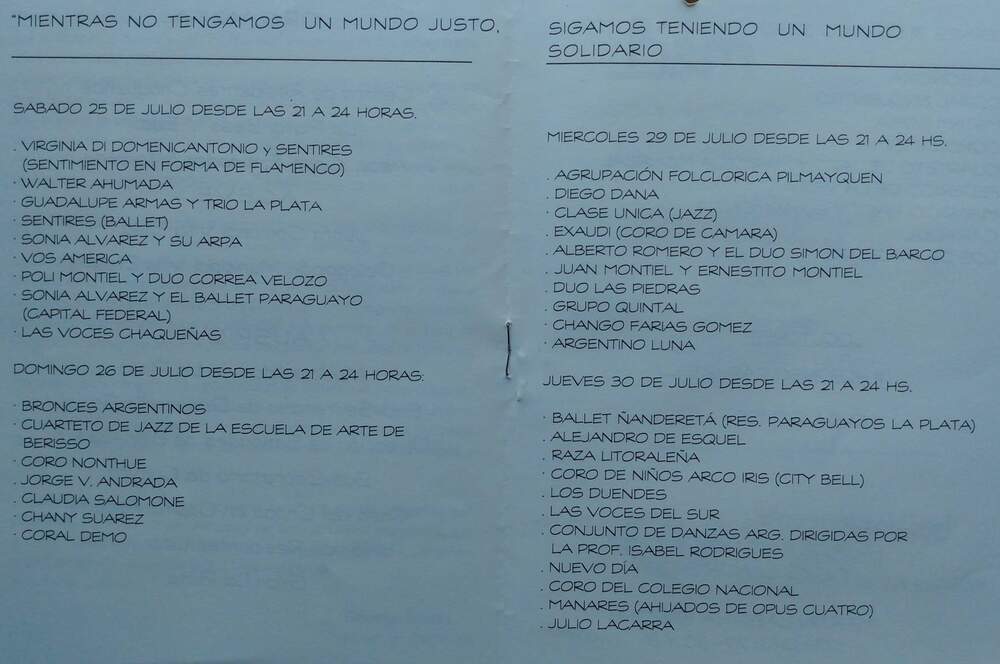 "MIENTRAS NO TENGAMOS UN MUNDO JUSTO,
SABADO 25 DE JULIO DESDE LAS 21 A 24 HORAS.
. VIRGINIA DI DOMENICANTONIO y SENTIRES
(SENTIMIENTO EN FORMA DE FLAMENCO)
· WALTER AHUMADA
· GUADALUPE ARMAS Y TRIO LA PLATA
· SENTIRES (BALLET)
· SONIA ALVAREZ Y SU ARPA
· VOS AMERICA
· POLI MONTIEL Y DUO CORREA VELOZO
· SONIA ALVAREZ Y EL BALLET PARAGUAYO
(CAPITAL FEDERAL)
· LAS VOCES CHAQUEÑAS
DOMINGO 26 DE JULIO DESDE LAS 21 A 24 HORAS:
· BRONCES ARGENTINOS
· CUARTETO DE JAZZ DE LA ESCUELA DE ARTE DE
BERISSO
· CORO NONTHUE
. JORGE V. ANDRADA
. CLAUDIA SALOMONE
· CHANY SUAREZ
· CORAL DEMO
SIGAMOS TENIENDO UN MUNDO
SOLIDARIO
MIERCOLES 29 DE JULIO DESDE LAS 21 A 24 HS.
. AGRUPACIÓN FOLCLORICA PILMAYQUEN
. DIEGO DANA
· CLASE UNICA (JAZZ)
. EXAUDI (CORO DE CAMARA)
. ALBERTO ROMERO Y EL DUO SIMON DEL BARCO
. JUAN MONTIEL Y ERNESTITO MONTIEL
. DUO LAS PIEDRAS
. GRUPO QUINTAL
· CHANGO FARIAS GOMEZ
· ARGENTINO LUNA
JUEVES 30 DE JULIO DESDE LAS 21 A 24 HS.
· BALLET ÑANDERETÁ (RES. PARAGUAYOS LA PLATA)
. ALEJANDRO DE ESQUEL
. RAZA LITORALEÑA
· CORO DE NIÑOS ARCO IRIS (CITY BELL)
. LOS DUENDES
. LAS VOCES DEL SUR
. CONJUNTO DE DANZAS ARG. DIRIGIDAS POR
LA PROF. ISABEL RODRIGUES
. NUEVO DÍA
. CORO DEL COLEGIO NACIONAL
. MANARES (AHIJADOS DE OPUS CUATRO)
. JULIO LACARRA